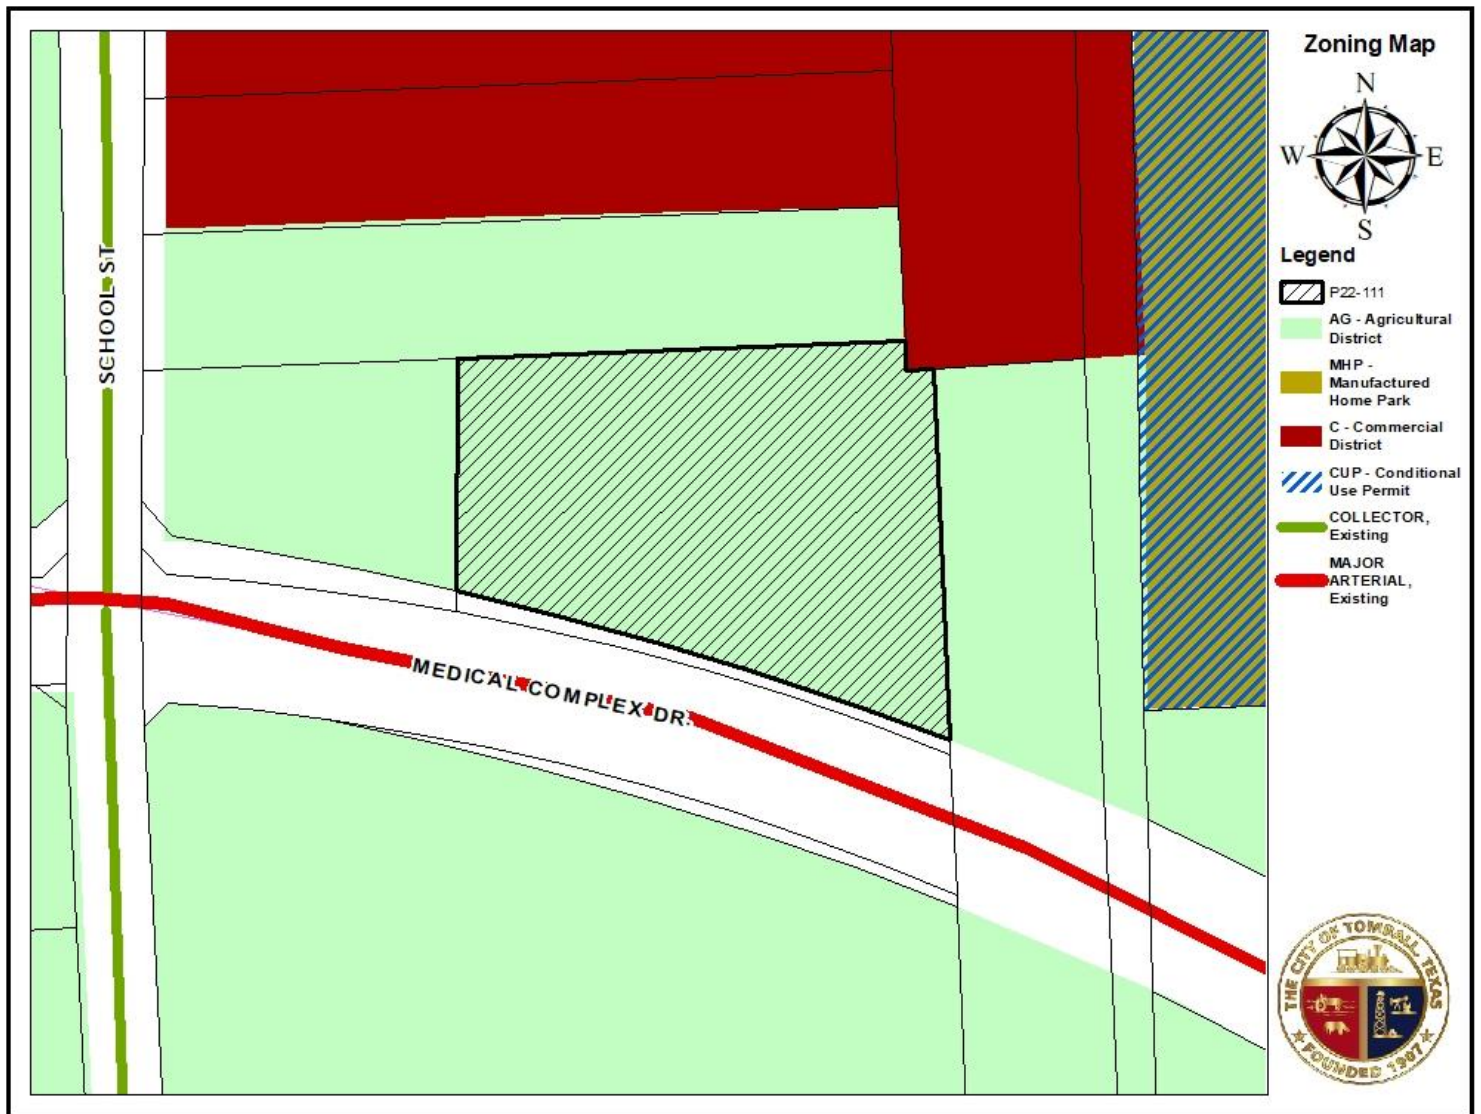 Zoning Map
N
W E
S
Legend
P22-111
AG - Agricultural
District
MHP -
Manufactured
Home Park
C - Commercial
District
CUP - Conditional
Use Permit
COLLECTOR,
Existing
MAJOR
ARTERIAL,
Existing
SCHOOL ST
MEDICAL COMPLEX DR.
THE CITY OF TOMBALL, TEXAS
FOUNDED 1907